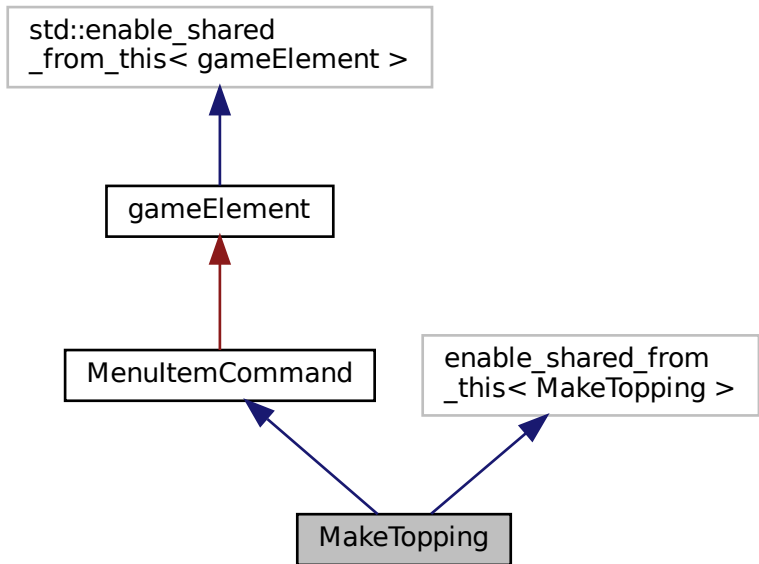 std::enable_shared
_from_this< gameElement >
gameElement
MenuItemCommand
enable_shared_from
_this< MakeTopping >
MakeTopping